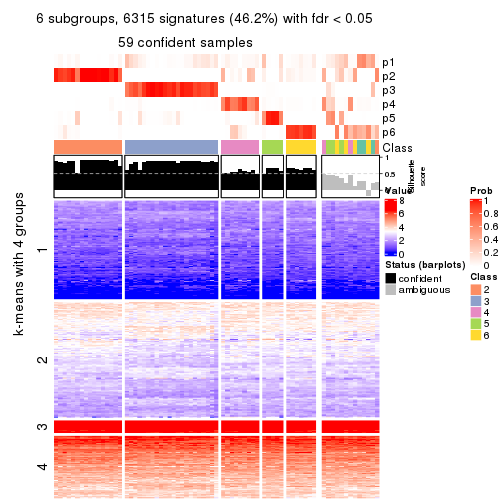 6 subgroups, 6315 signatures (46.2%) with fdr < 0.05
59 confident samples
p1
p2
p3
p4
p5
p6
Class
1
0.5
0
Silhouette
score
k-means with 4 groups
1
2
3
4
Value
8
6
4
2
0
Status (barplots)
confident
ambiguous
Prob
1
0.8
0.6
0.4
0.2
0
Class
2
3
4
5
6